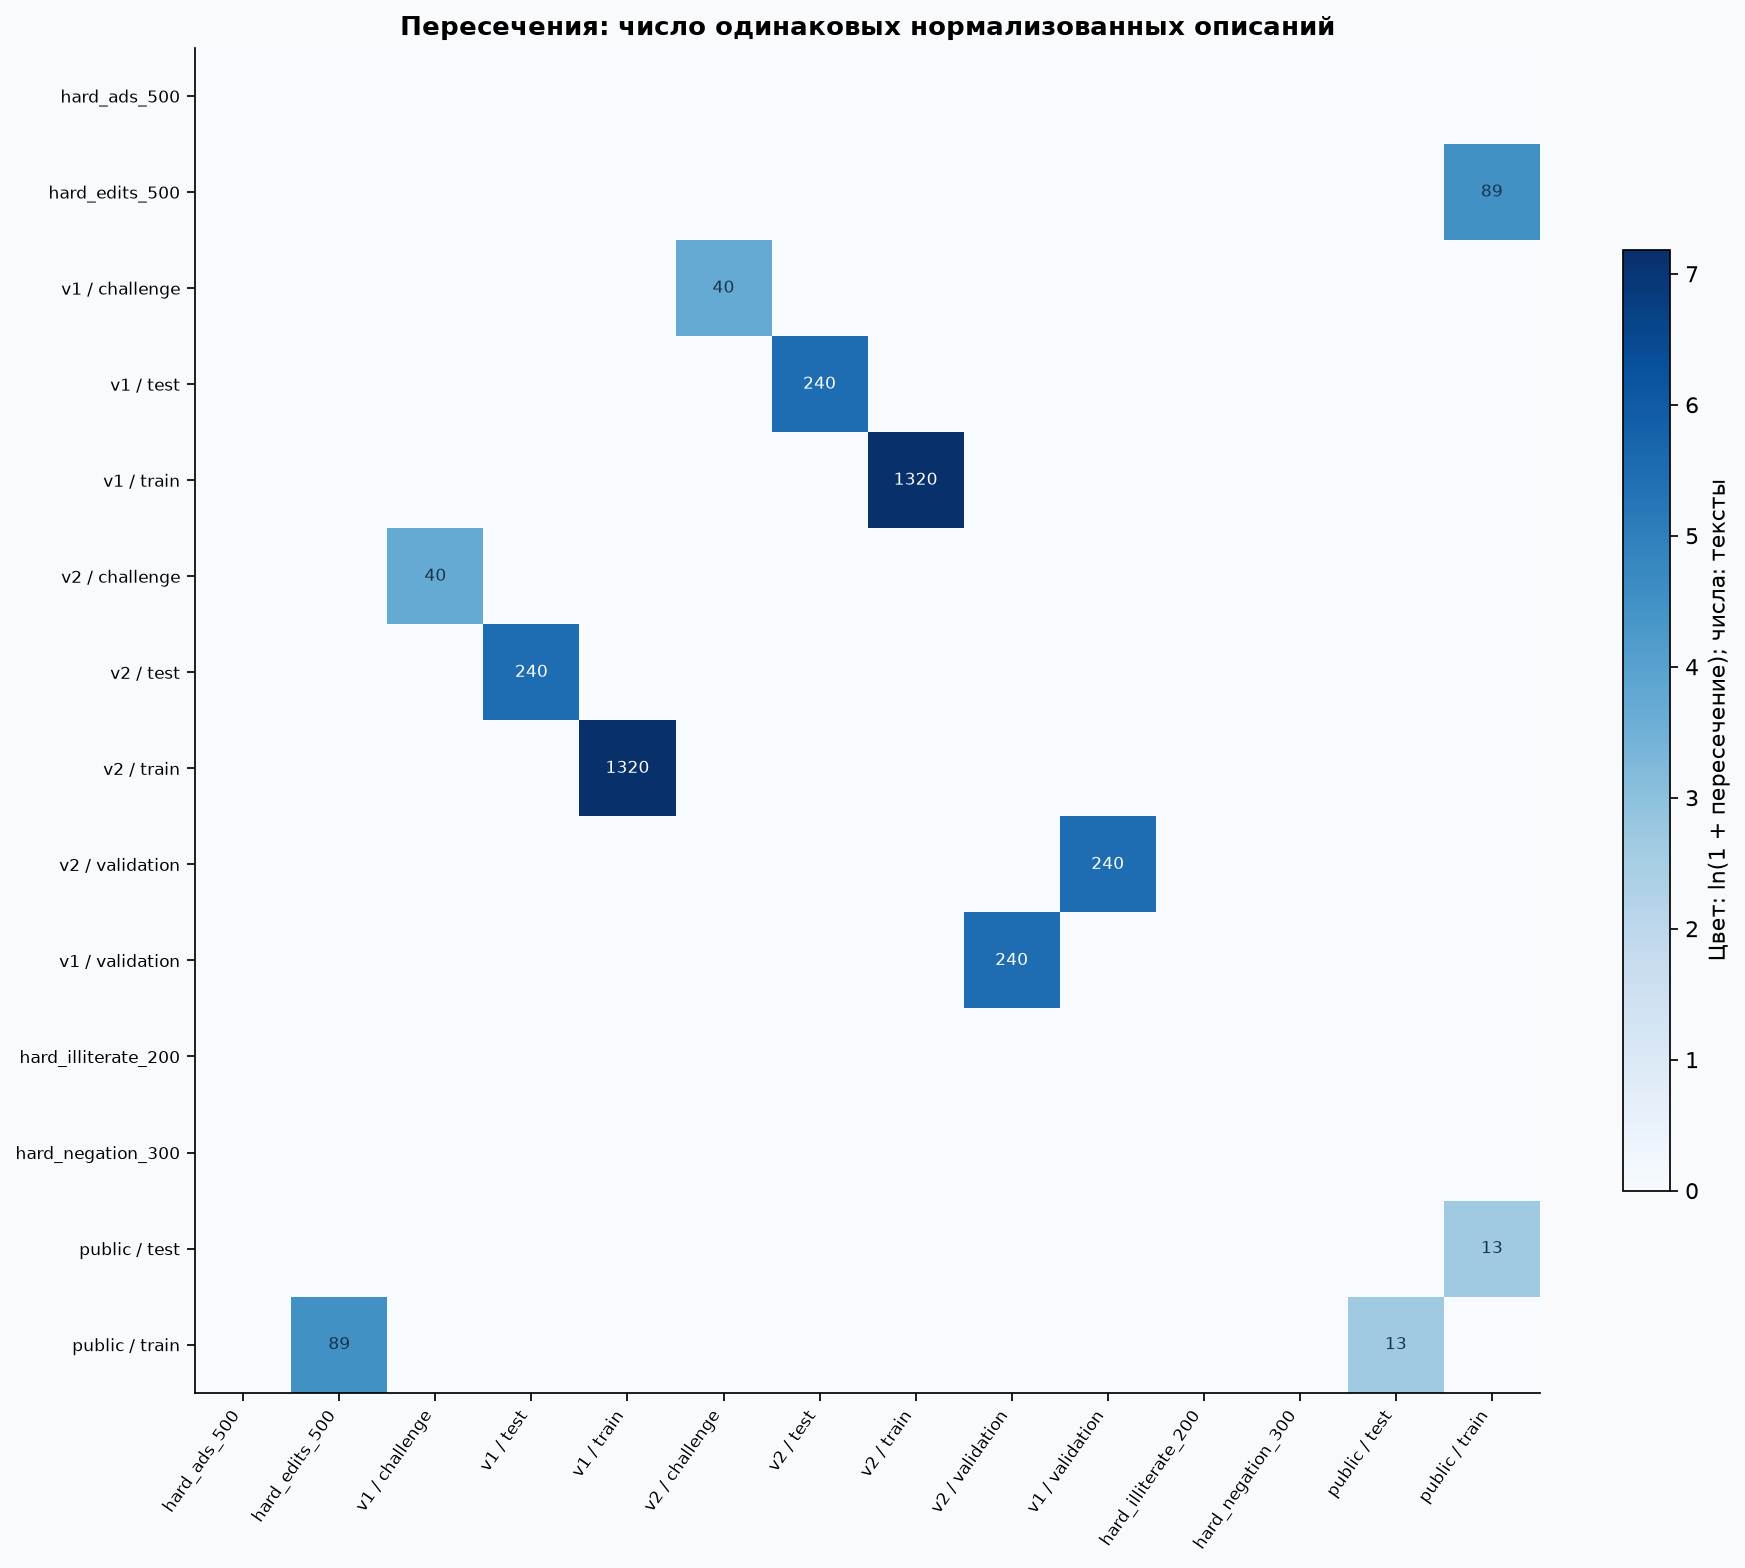 Пересечения: число одинаковых нормализованных описаний
hard_ads_500
hard_edits_500
89
v1 / challenge
40
v1 / test
240
v1 / train
1320
v2 / challenge
40
v2 / test
240
v2 / train
1320
v2 / validation
240
v1 / validation
240
hard_illiterate_200
hard_negation_300
public / test
13
public / train
89
13
hard_ads_500
hard_edits_500
v1 / challenge
v1 / test
v1 / train
v2 / challenge
v2 / test
v2 / train
v2 / validation
v1 / validation
hard_illiterate_200
hard_negation_300
public / test
public / train
7
6
5
4
3
2
1
0
Цвет: ln(1 + пересечение); числа: тексты